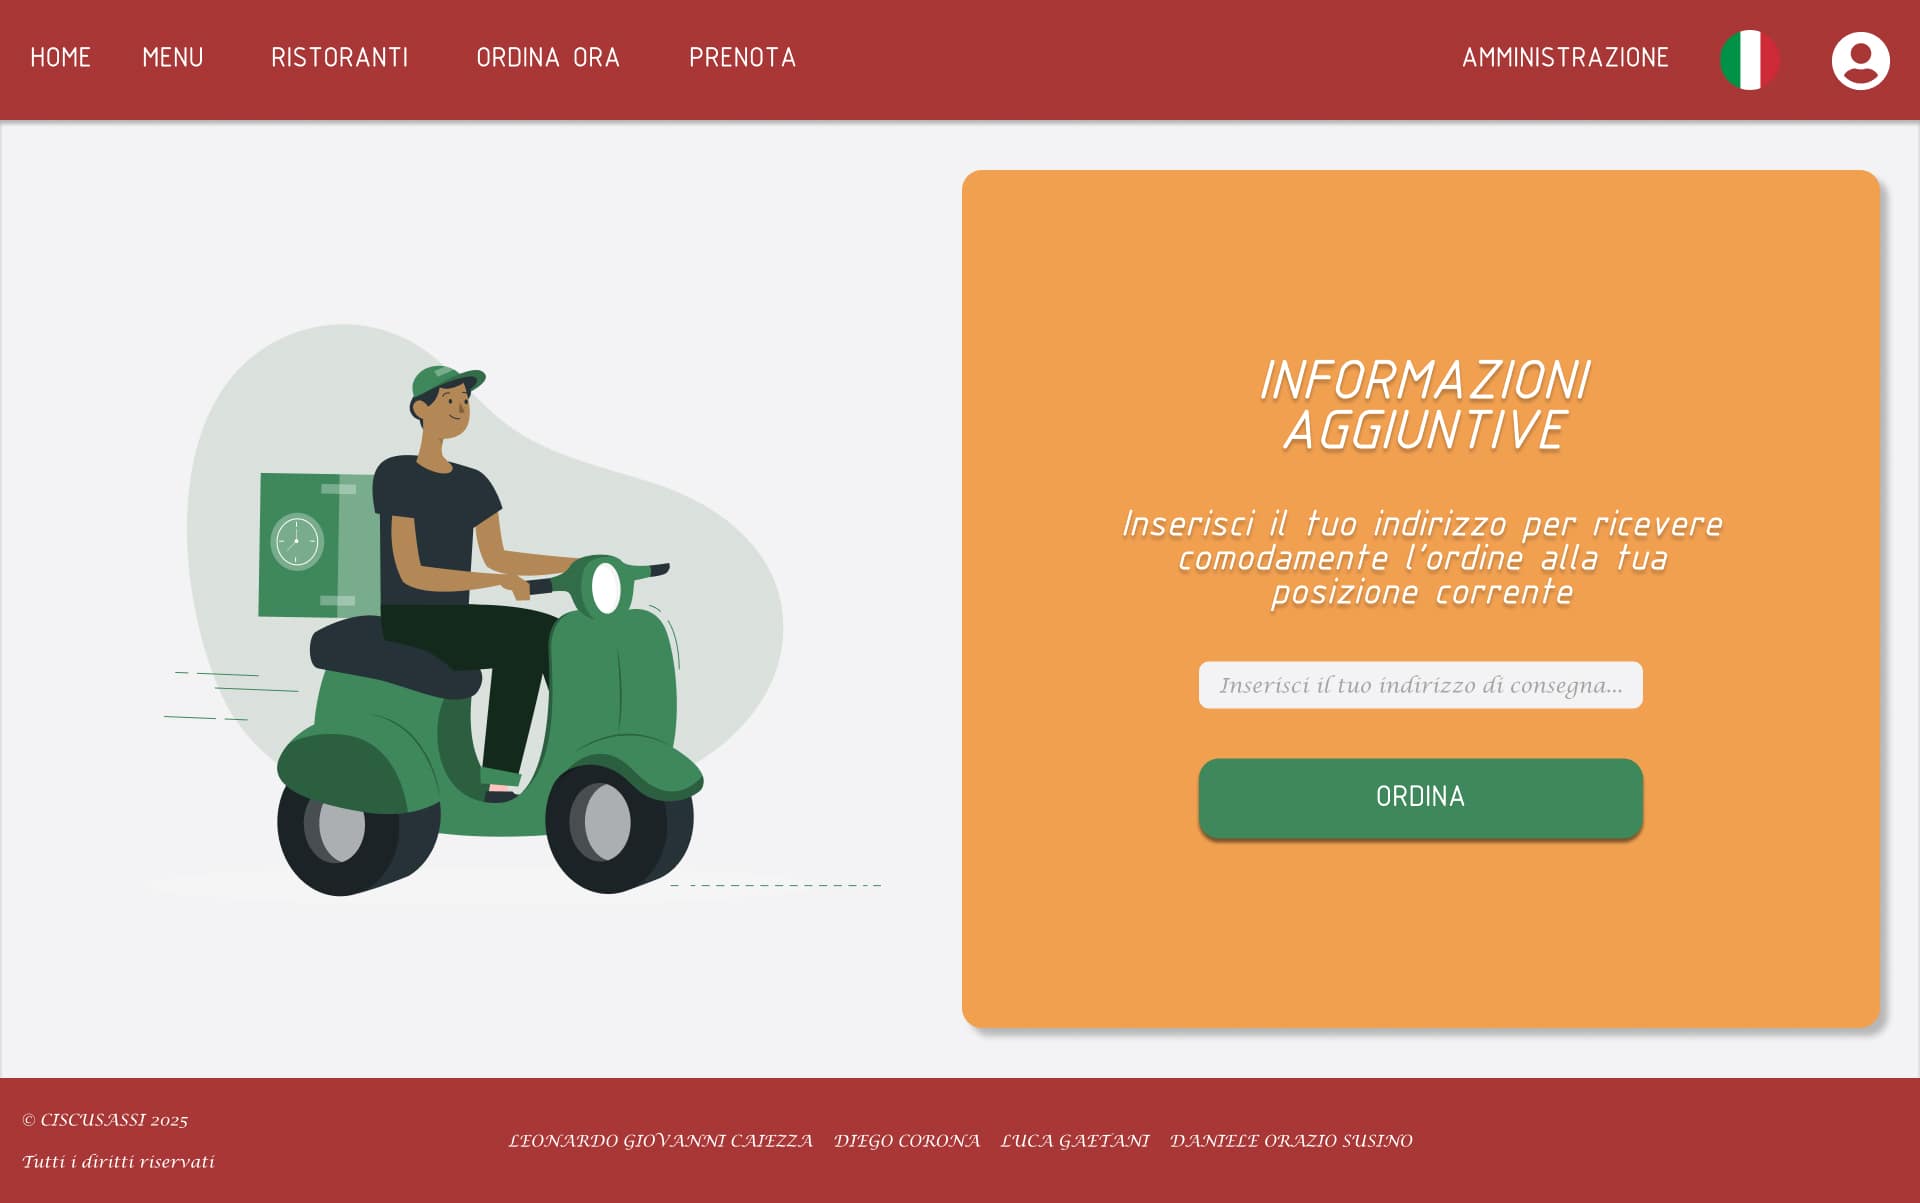 HOME MENU RISTORANTI ORDINA ORA PRENOTA AMMINISTRAZIONE
INFORMAZIONI
AGGIUNTIVE
Inserisci il tuo indirizzo per ricevere
comodamente l'ordine alla tua
posizione corrente
Inserisci il tuo indirizzo di consegna...
ORDINA
© CISCUSASSI 2025
Tutti i diritti riservati
LEONARDO GIOVANNI CAIEZZA DIEGO CORONA LUCA GAETANI DANIELE ORAZIO SUSINO